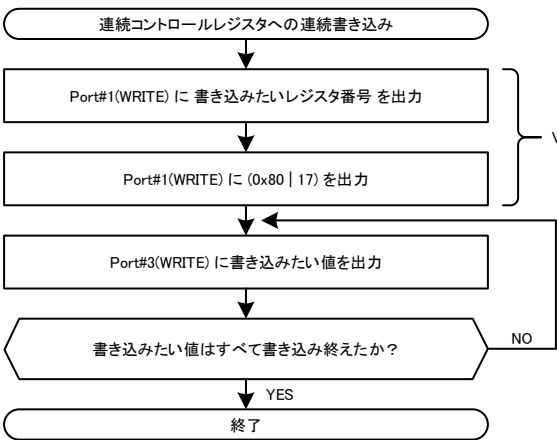 連続コントロールレジスタへの連続書き込み
Port#1(WRITE) に 書き込みたいレジスタ番号 を出力
Port#1(WRITE) に (0x80 | 17) を出力
Port#3(WRITE) に書き込みたい値を出力
書き込みたい値はすべて書き込み終えたか？
NO
YES
終了